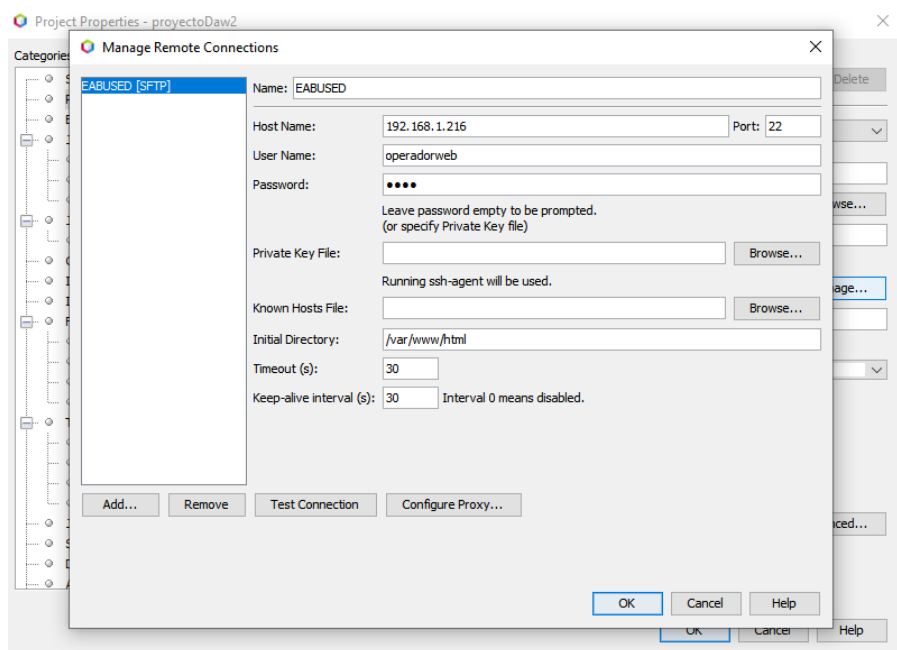 Project Properties - proyectoDaw2
Categories
Manage Remote Connections
EABUSED [SFTP]
Name: EABUSED
Delete
Host Name: 192.168.1.216 Port: 22
User Name: operadorweb
Password: ●●●●
Leave password empty to be prompted.
(or specify Private Key file)
Private Key File: Browse...
Running ssh-agent will be used.
Known Hosts File: Browse...
Initial Directory: /var/www/html
Timeout (s): 30
Keep-alive interval (s): 30 Interval 0 means disabled.
Add... Remove Test Connection Configure Proxy...
OK Cancel Help
OK Cancel Help